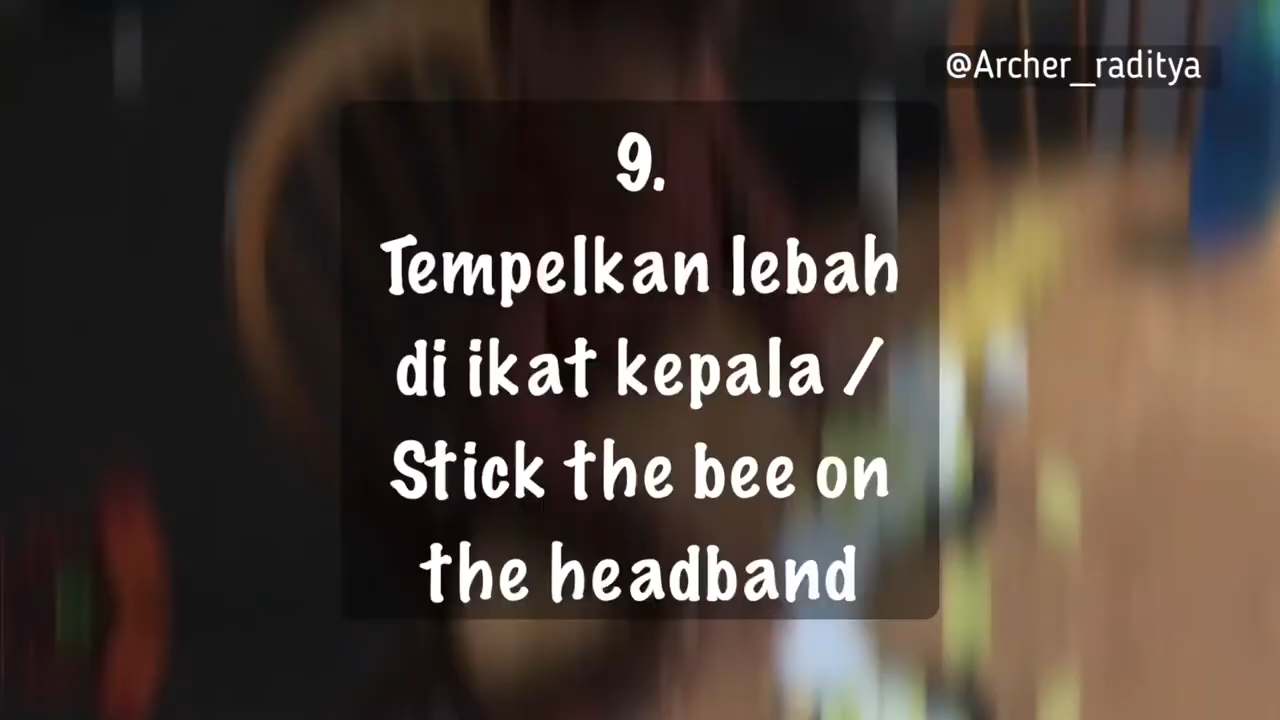 @Archer_raditya
9.
Tempelkan lebah
di ikat kepala /
Stick the bee on
the headband